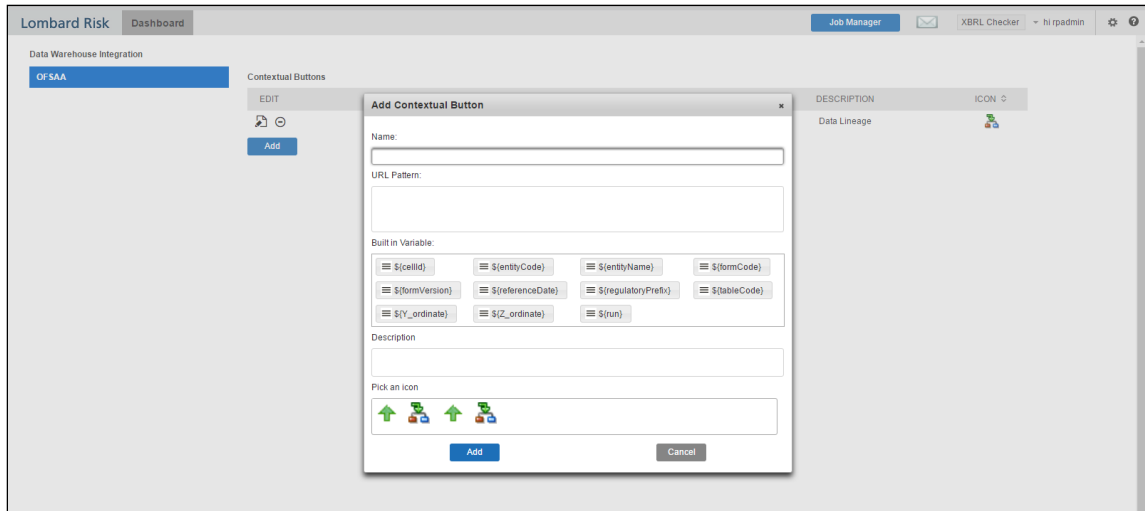 Lombard Risk Dashboard Job Manager XBRL Checker hi rpadmin
Data Warehouse Integration
OFSAA
Contextual Buttons
EDIT DESCRIPTION ICON
Data Lineage
Add
Add Contextual Button
Name:
URL Pattern:
Built in Variable:
${cellId} ${entityCode} ${entityName} ${formCode}
${formVersion} ${referenceDate} ${regulatoryPrefix} ${tableCode}
${Y_ordinate} ${Z_ordinate} ${run}
Description
Pick an icon
Add Cancel